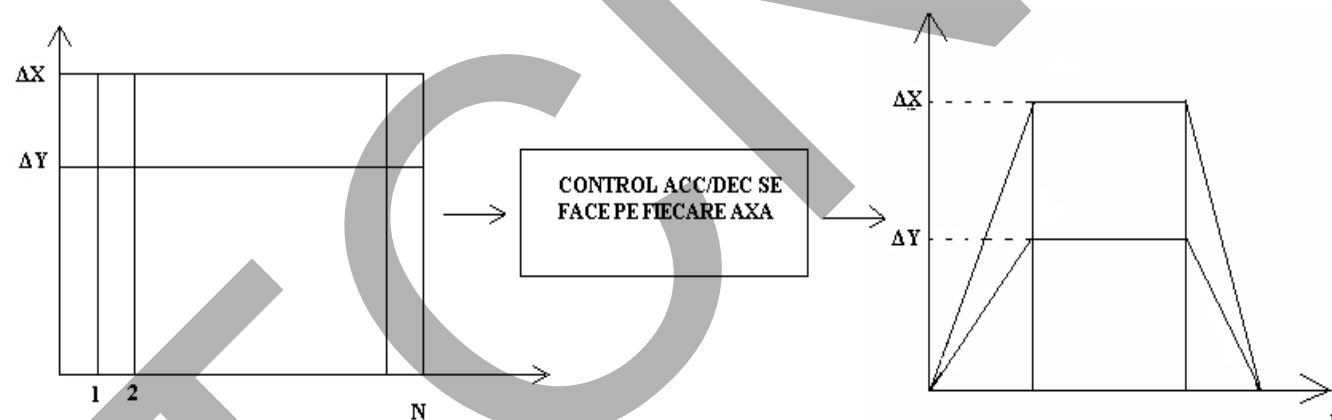 ΔX
ΔY
1 2
N
CONTROL ACC/DEC SE
FACE PE FIECARE AXA
ΔX
ΔY